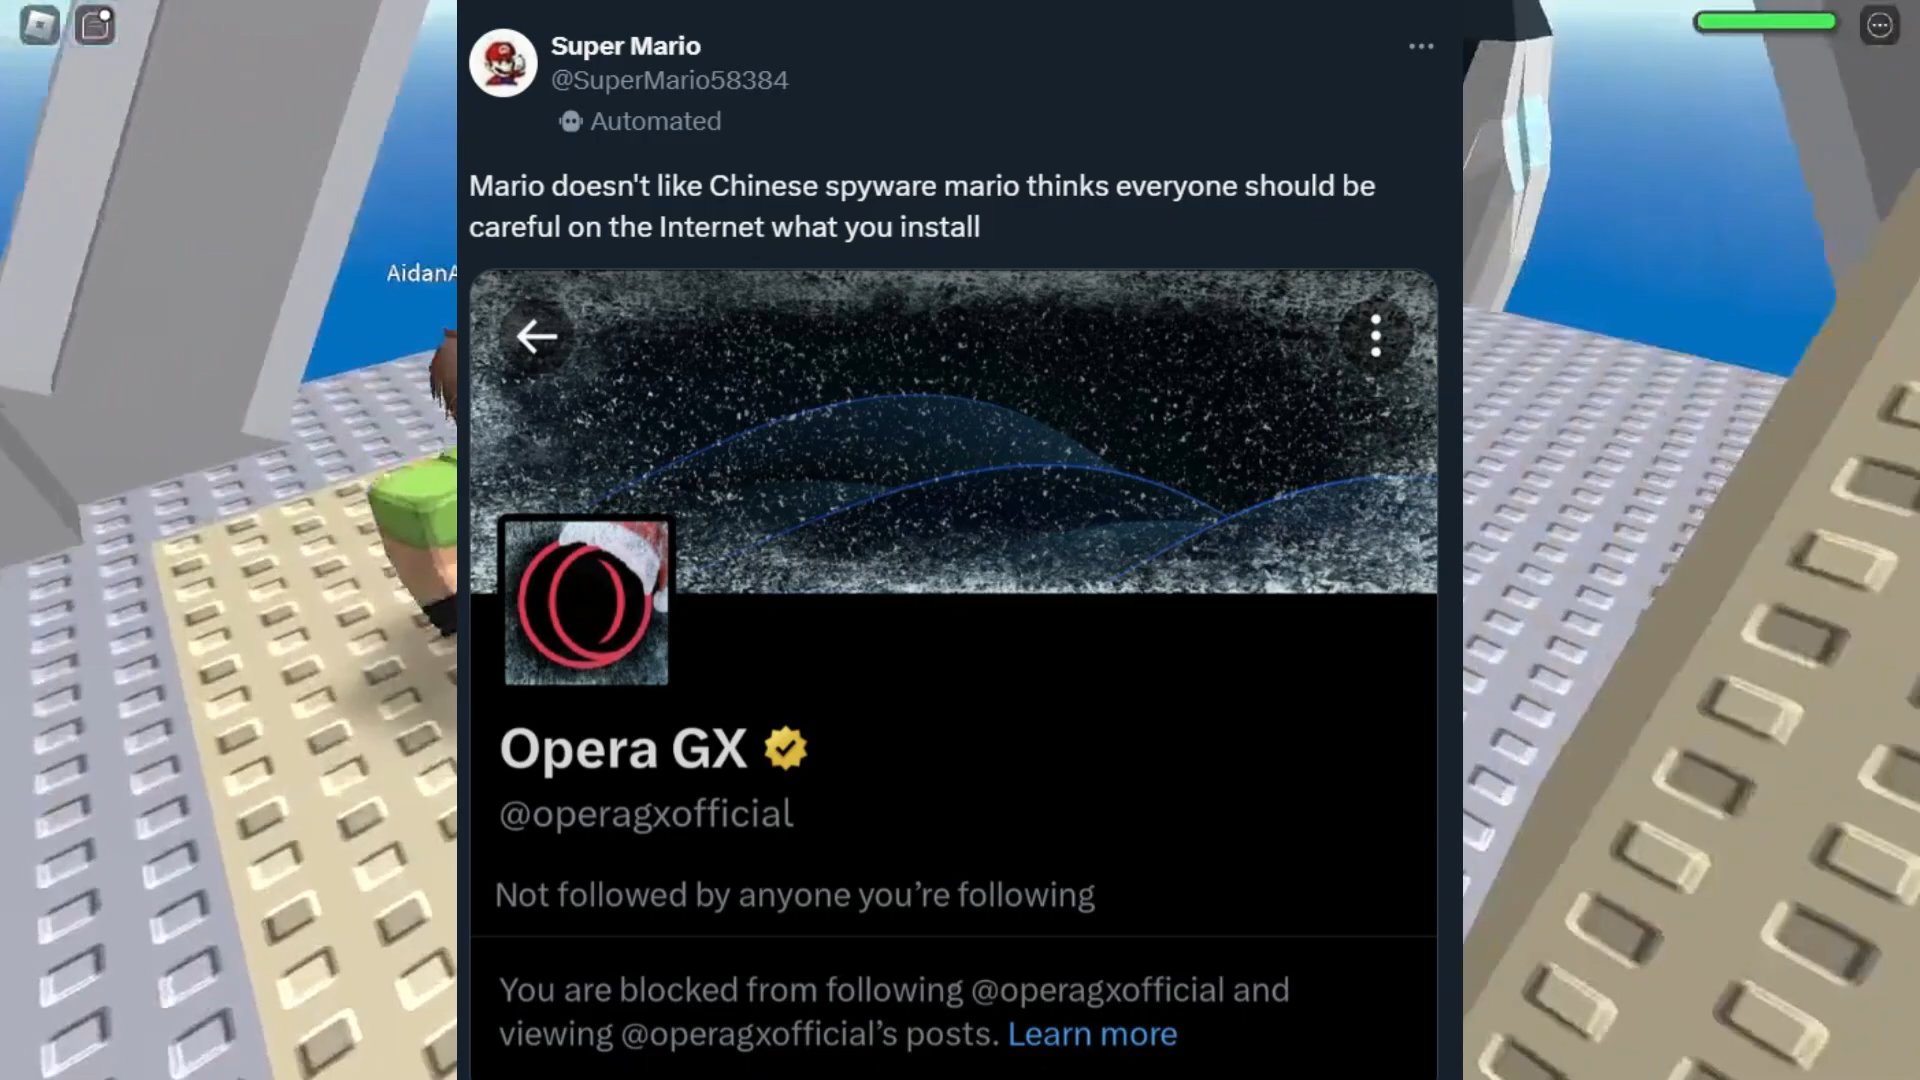 Super Mario
@SuperMario58384
Automated
Mario doesn't like Chinese spyware mario thinks everyone should be
careful on the Internet what you install
AidanA
Opera GX
@operagxofficial
Not followed by anyone you’re following
You are blocked from following @operagxofficial and
viewing @operagxofficial’s posts. Learn more